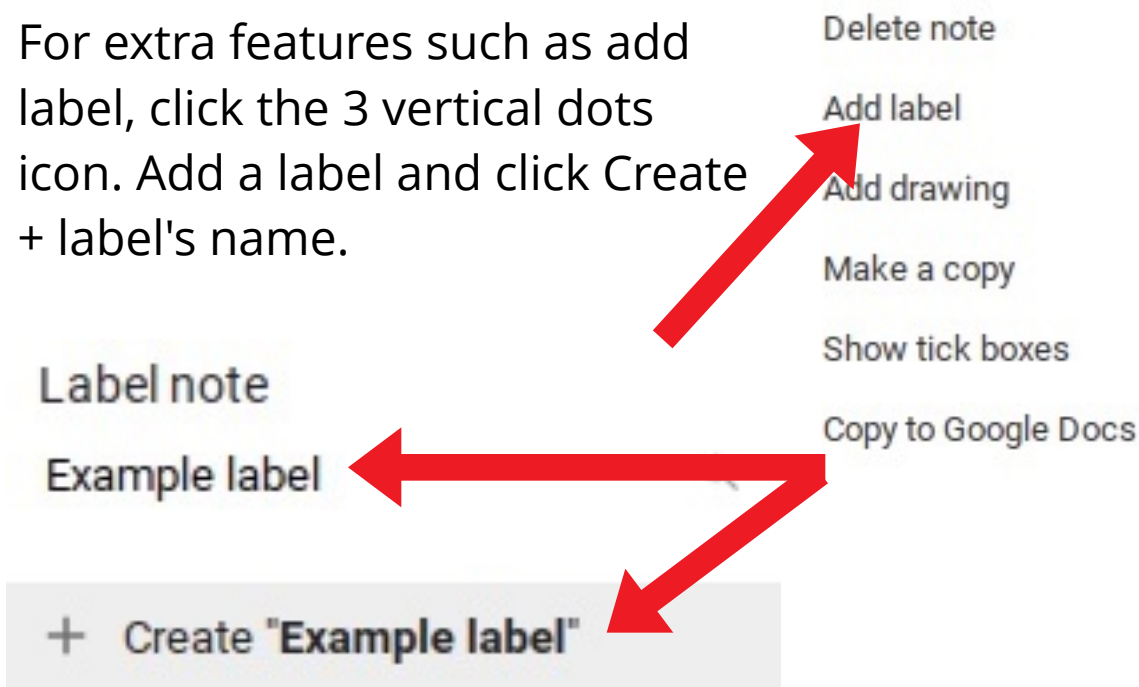 For extra features such as add
label, click the 3 vertical dots
icon. Add a label and click Create
+ label's name.
Delete note
Add label
Add drawing
Make a copy
Show tick boxes
Copy to Google Docs
Label note
Example label
+ Create "Example label"